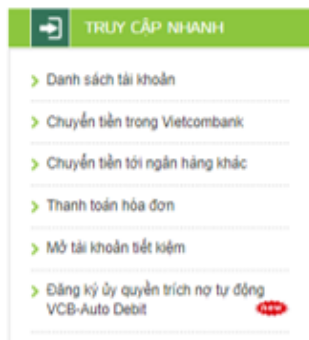 TRUY CẬP NHANH
Danh sách tài khoản
Chuyển tiền trong Vietcombank
Chuyển tiền tới ngân hàng khác
Thanh toán hóa đơn
Mở tài khoản tiết kiệm
Đăng ký ủy quyền trích nợ tự động
VCB-Auto Debit new